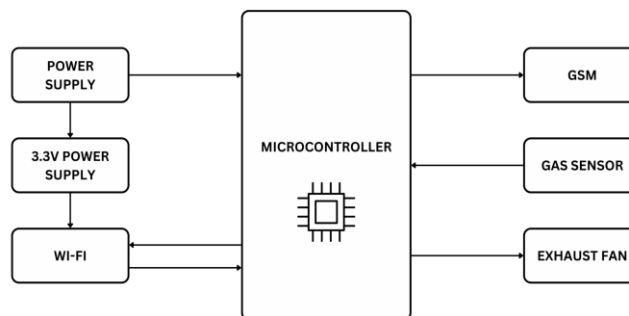 POWER
SUPPLY
GSM
3.3V POWER
SUPPLY
MICROCONTROLLER
GAS SENSOR
WI-FI
EXHAUST FAN